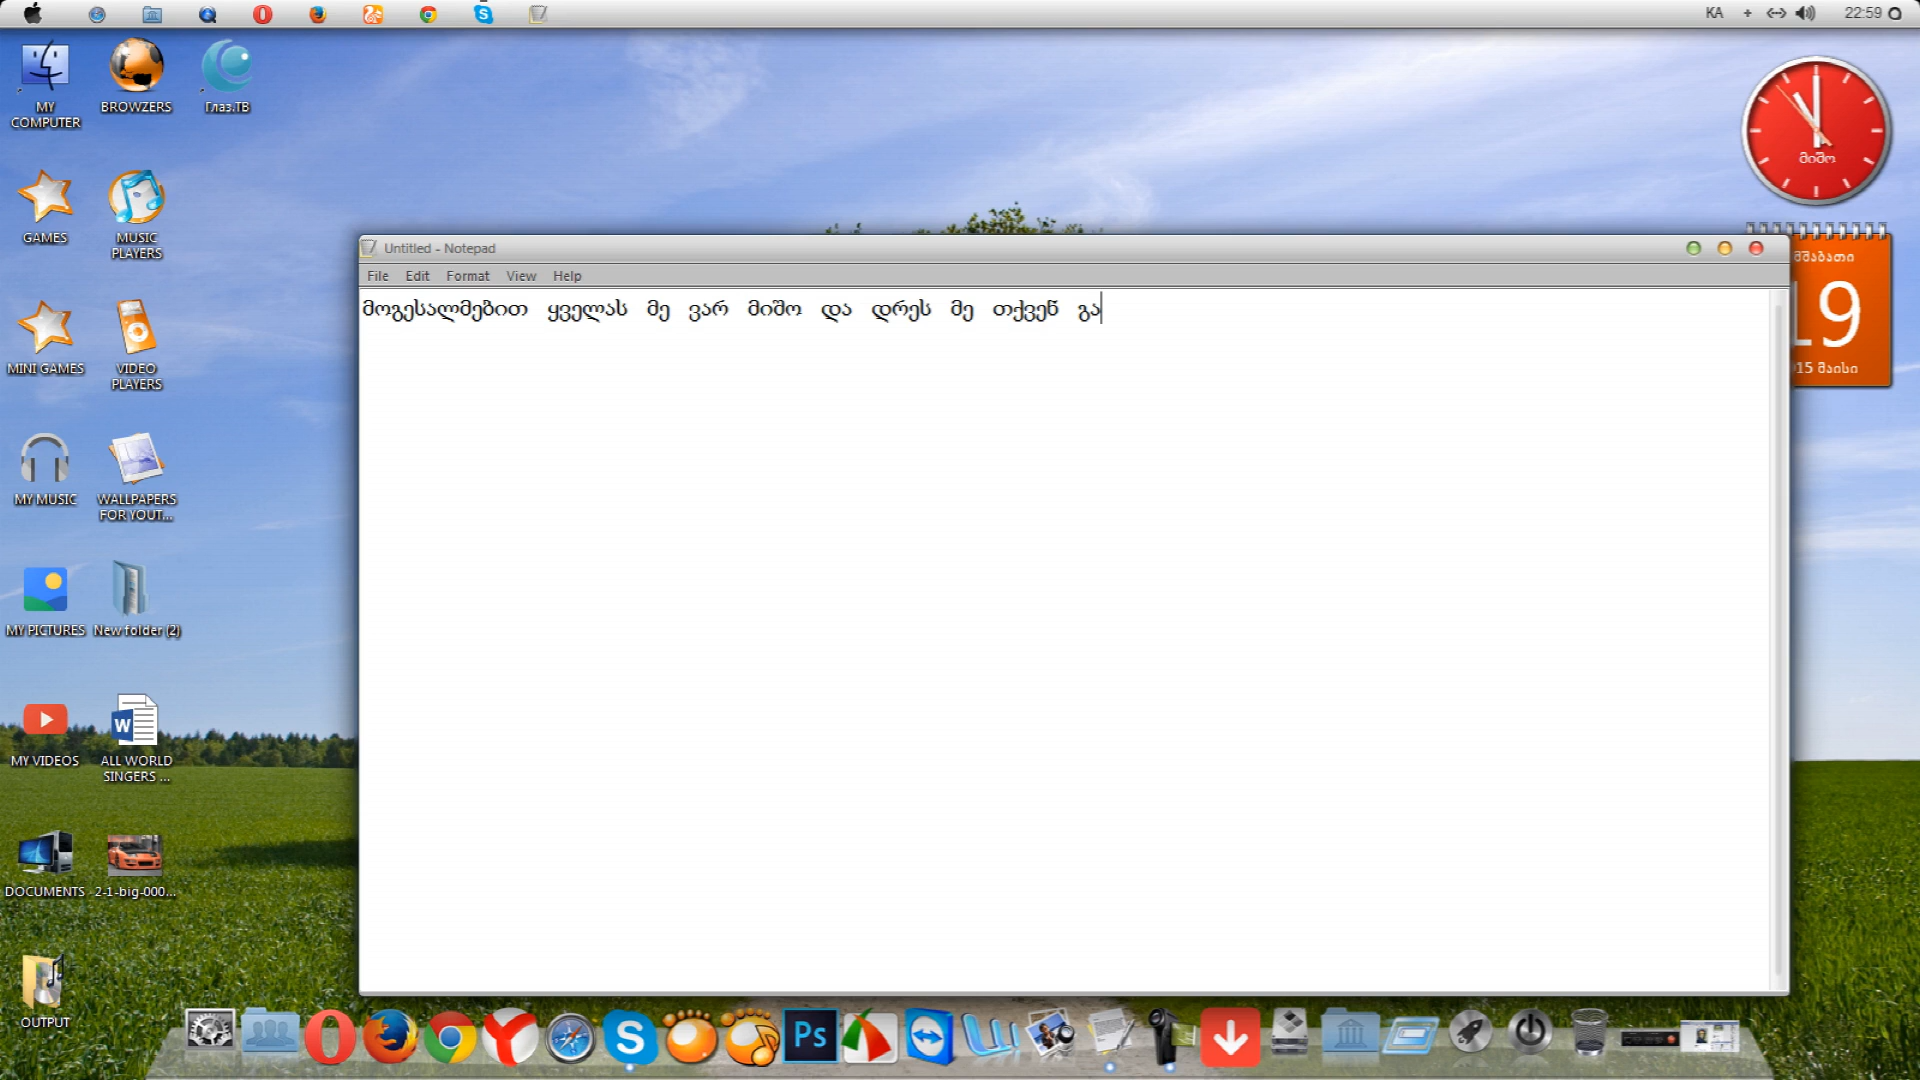 KA
22:59
MY COMPUTER
BROWZERS
Глаз.ТВ
მიშო
GAMES
MUSIC PLAYERS
Untitled - Notepad
File Edit Format View Help
მოგესალმებით ყველას მე ვარ მიშო და დრეს მე თქვენ გა
შაბათი
19
15 მაისი
MINI GAMES
VIDEO PLAYERS
MY MUSIC
WALLPAPERS FOR YOUT...
MY PICTURES
New folder (2)
MY VIDEOS
W
ALL WORLD SINGERS ...
DOCUMENTS
2-1-big-000...
OUTPUT
S
Ps